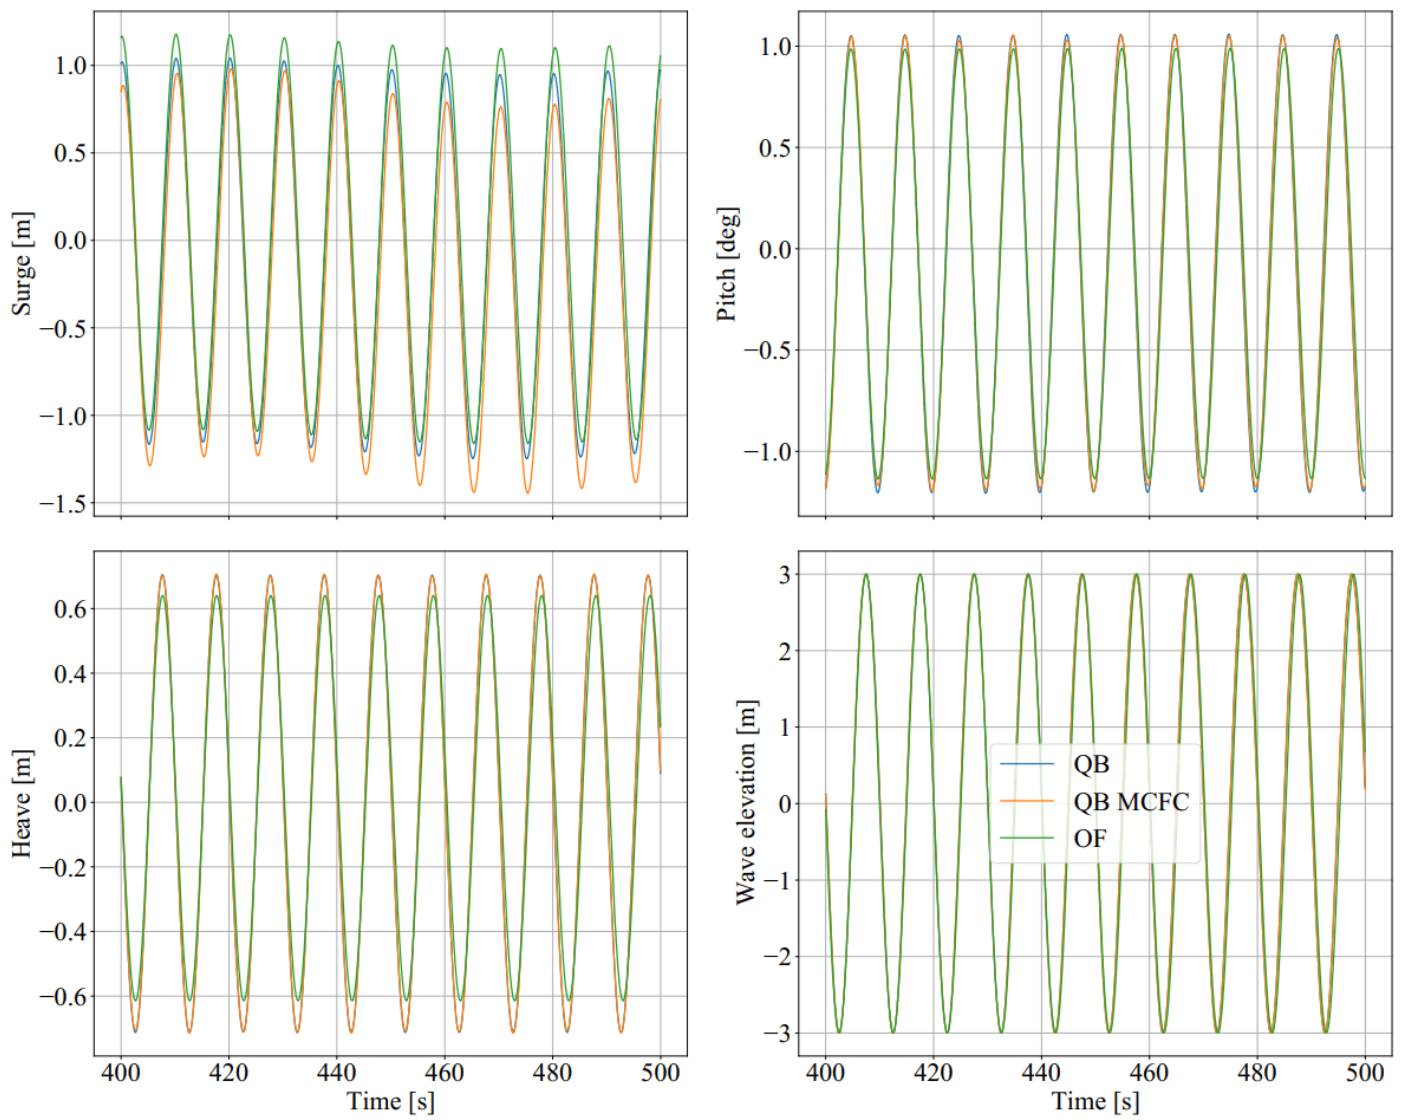 Surge [m]
1.0
0.5
0.0
−0.5
−1.0
−1.5
Pitch [deg]
1.0
0.5
0.0
−0.5
−1.0
Heave [m]
0.6
0.4
0.2
0.0
−0.2
−0.4
−0.6
400 420 440 460 480 500
Time [s]
Wave elevation [m]
3
2
1
0
−1
−2
−3
QB
QB MCFC
OF
400 420 440 460 480 500
Time [s]